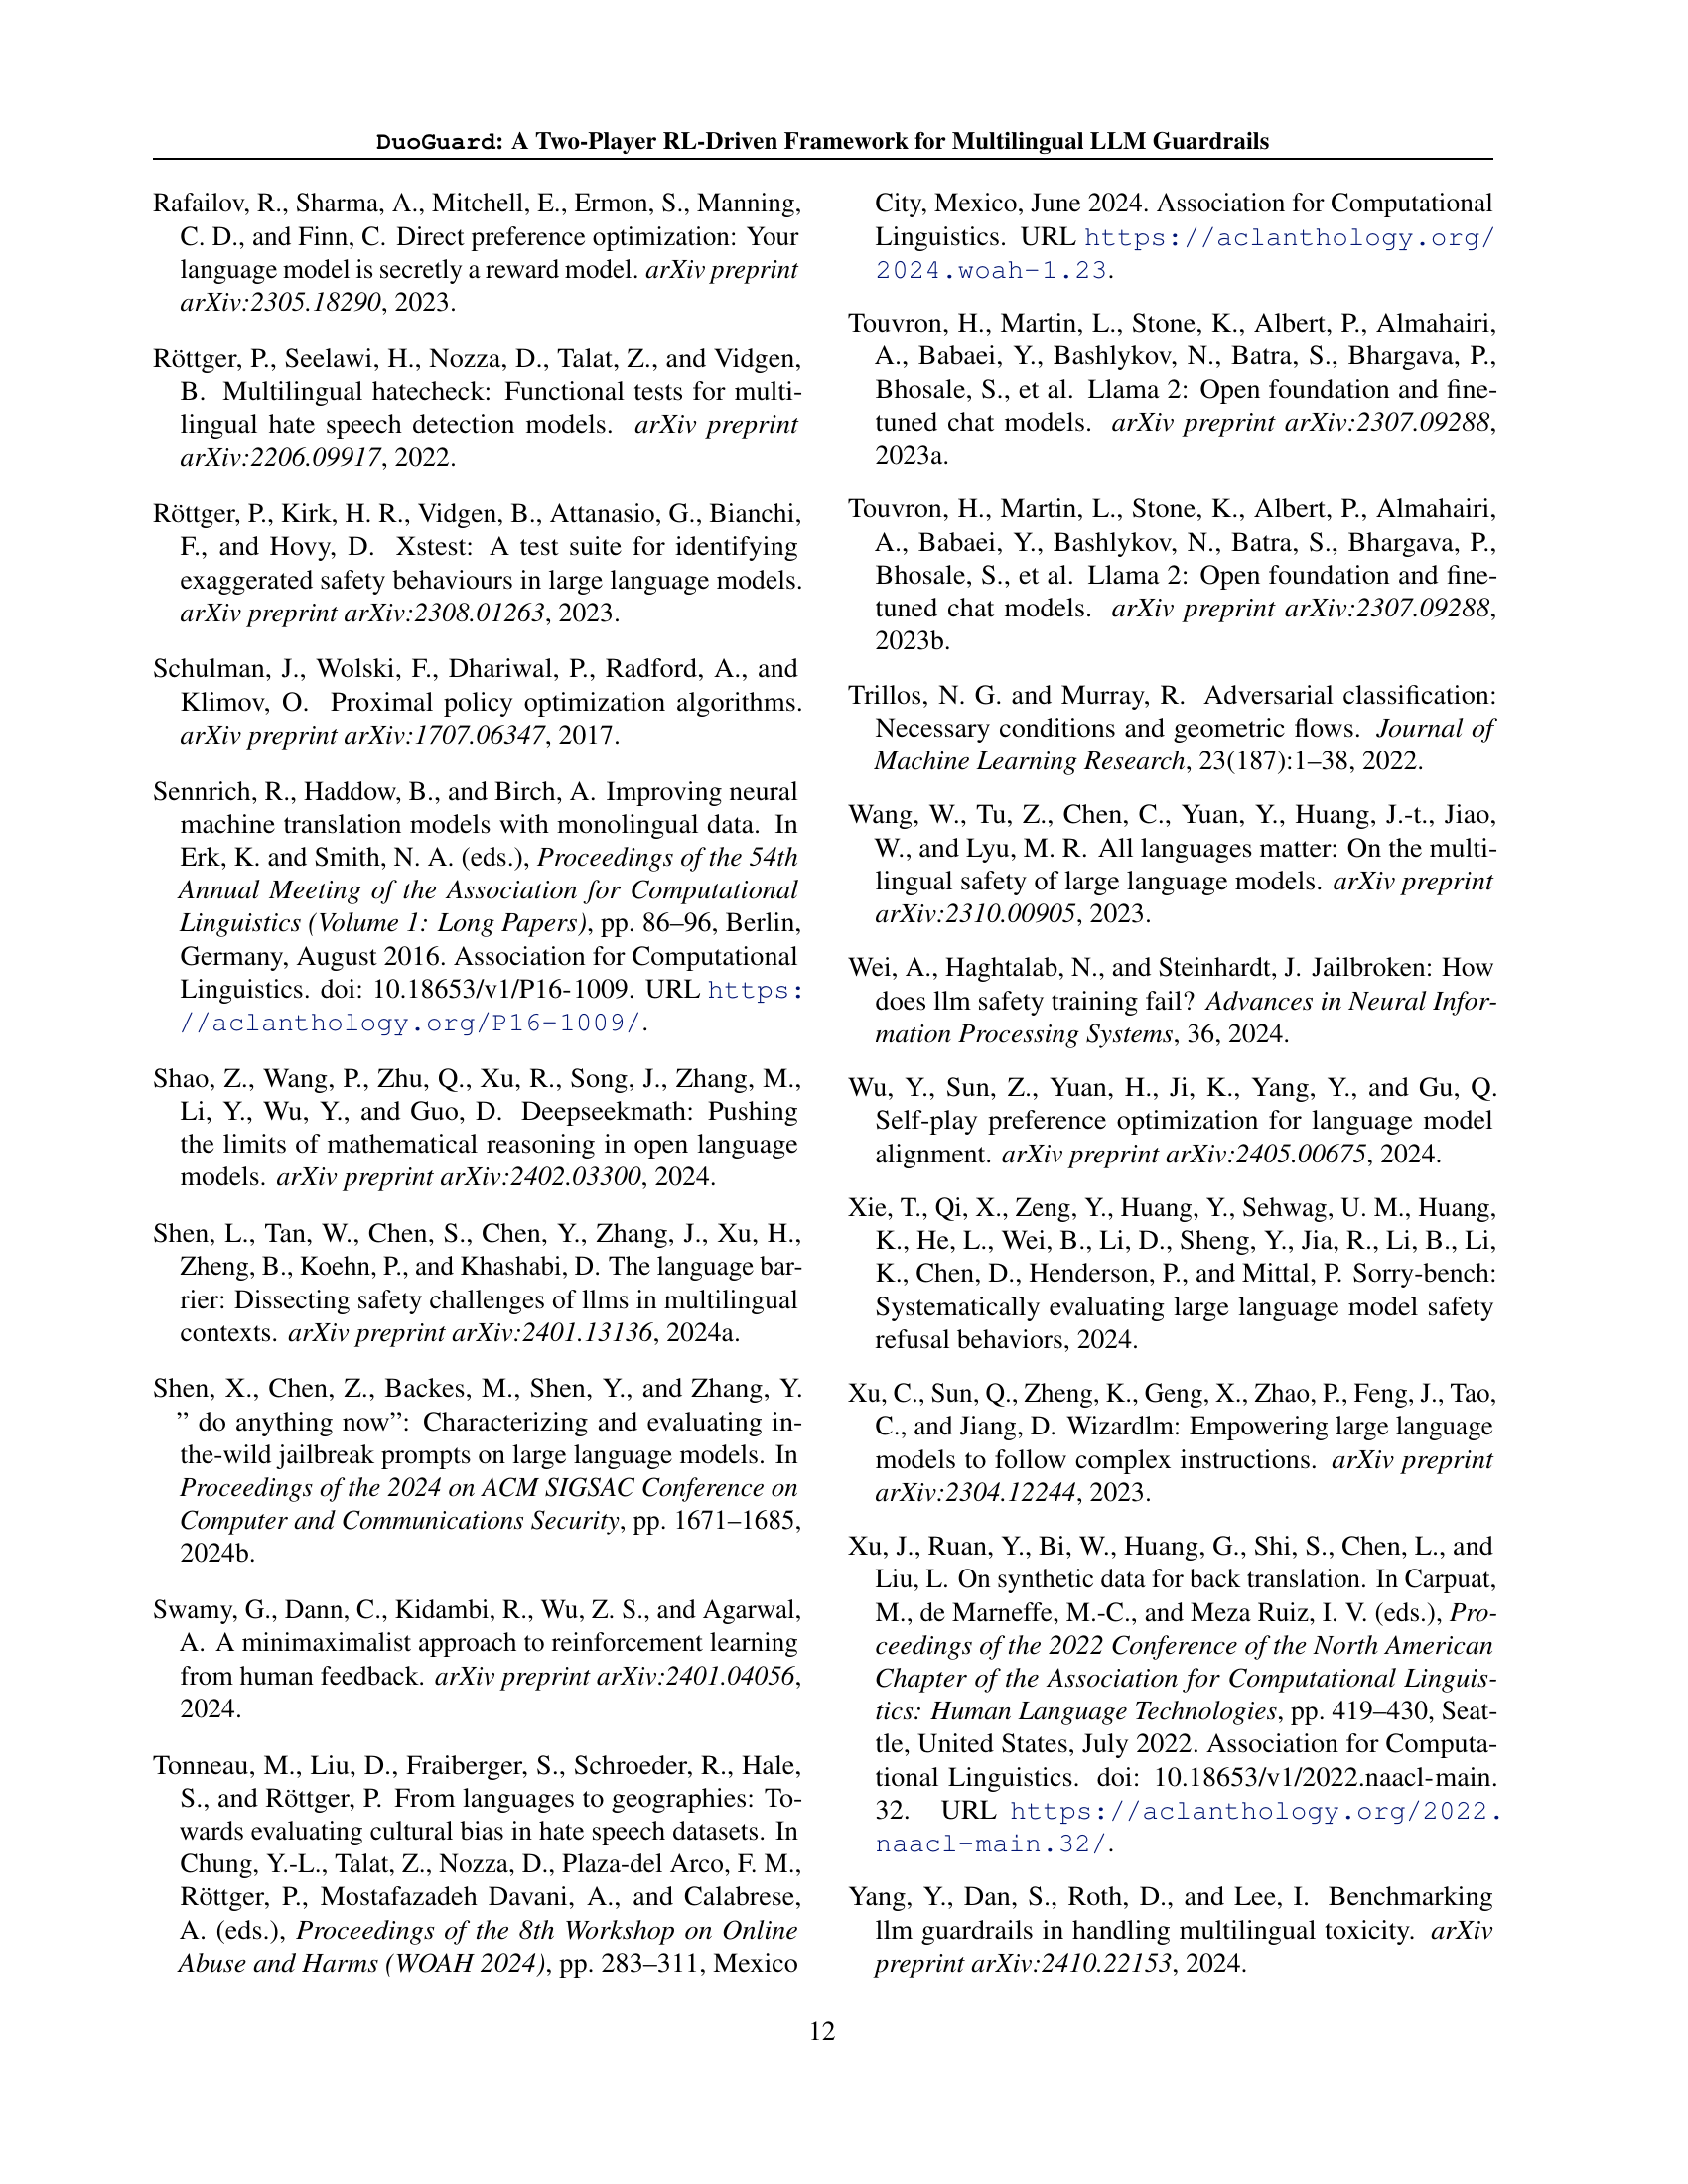 DuoGuard: A Two-Player RL-Driven Framework for Multilingual LLM Guardrails
Rafailov, R., Sharma, A., Mitchell, E., Ermon, S., Manning,
C. D., and Finn, C. Direct preference optimization: Your
language model is secretly a reward model. arXiv preprint
arXiv:2305.18290, 2023.
Röttger, P., Seelawi, H., Nozza, D., Talat, Z., and Vidgen,
B. Multilingual hatecheck: Functional tests for multi-
lingual hate speech detection models. arXiv preprint
arXiv:2206.09917, 2022.
Röttger, P., Kirk, H. R., Vidgen, B., Attanasio, G., Bianchi,
F., and Hovy, D. Xstest: A test suite for identifying
exaggerated safety behaviours in large language models.
arXiv preprint arXiv:2308.01263, 2023.
Schulman, J., Wolski, F., Dhariwal, P., Radford, A., and
Klimov, O. Proximal policy optimization algorithms.
arXiv preprint arXiv:1707.06347, 2017.
Sennrich, R., Haddow, B., and Birch, A. Improving neural
machine translation models with monolingual data. In
Erk, K. and Smith, N. A. (eds.), Proceedings of the 54th
Annual Meeting of the Association for Computational
Linguistics (Volume 1: Long Papers), pp. 86–96, Berlin,
Germany, August 2016. Association for Computational
Linguistics. doi: 10.18653/v1/P16-1009. URL https:
//aclanthology.org/P16-1009/.
Shao, Z., Wang, P., Zhu, Q., Xu, R., Song, J., Zhang, M.,
Li, Y., Wu, Y., and Guo, D. Deepseekmath: Pushing
the limits of mathematical reasoning in open language
models. arXiv preprint arXiv:2402.03300, 2024.
Shen, L., Tan, W., Chen, S., Chen, Y., Zhang, J., Xu, H.,
Zheng, B., Koehn, P., and Khashabi, D. The language bar-
rier: Dissecting safety challenges of llms in multilingual
contexts. arXiv preprint arXiv:2401.13136, 2024a.
Shen, X., Chen, Z., Backes, M., Shen, Y., and Zhang, Y.
” do anything now”: Characterizing and evaluating in-
the-wild jailbreak prompts on large language models. In
Proceedings of the 2024 on ACM SIGSAC Conference on
Computer and Communications Security, pp. 1671–1685,
2024b.
Swamy, G., Dann, C., Kidambi, R., Wu, Z. S., and Agarwal,
A. A minimaximalist approach to reinforcement learning
from human feedback. arXiv preprint arXiv:2401.04056,
2024.
Tonneau, M., Liu, D., Fraiberger, S., Schroeder, R., Hale,
S., and Röttger, P. From languages to geographies: To-
wards evaluating cultural bias in hate speech datasets. In
Chung, Y.-L., Talat, Z., Nozza, D., Plaza-del Arco, F. M.,
Röttger, P., Mostafazadeh Davani, A., and Calabrese,
A. (eds.), Proceedings of the 8th Workshop on Online
Abuse and Harms (WOAH 2024), pp. 283–311, Mexico
City, Mexico, June 2024. Association for Computational
Linguistics. URL https://aclanthology.org/
2024.woah-1.23.
Touvron, H., Martin, L., Stone, K., Albert, P., Almahairi,
A., Babaei, Y., Bashlykov, N., Batra, S., Bhargava, P.,
Bhosale, S., et al. Llama 2: Open foundation and fine-
tuned chat models. arXiv preprint arXiv:2307.09288,
2023a.
Touvron, H., Martin, L., Stone, K., Albert, P., Almahairi,
A., Babaei, Y., Bashlykov, N., Batra, S., Bhargava, P.,
Bhosale, S., et al. Llama 2: Open foundation and fine-
tuned chat models. arXiv preprint arXiv:2307.09288,
2023b.
Trillos, N. G. and Murray, R. Adversarial classification:
Necessary conditions and geometric flows. Journal of
Machine Learning Research, 23(187):1–38, 2022.
Wang, W., Tu, Z., Chen, C., Yuan, Y., Huang, J.-t., Jiao,
W., and Lyu, M. R. All languages matter: On the multi-
lingual safety of large language models. arXiv preprint
arXiv:2310.00905, 2023.
Wei, A., Haghtalab, N., and Steinhardt, J. Jailbroken: How
does llm safety training fail? Advances in Neural Infor-
mation Processing Systems, 36, 2024.
Wu, Y., Sun, Z., Yuan, H., Ji, K., Yang, Y., and Gu, Q.
Self-play preference optimization for language model
alignment. arXiv preprint arXiv:2405.00675, 2024.
Xie, T., Qi, X., Zeng, Y., Huang, Y., Sehwag, U. M., Huang,
K., He, L., Wei, B., Li, D., Sheng, Y., Jia, R., Li, B., Li,
K., Chen, D., Henderson, P., and Mittal, P. Sorry-bench:
Systematically evaluating large language model safety
refusal behaviors, 2024.
Xu, C., Sun, Q., Zheng, K., Geng, X., Zhao, P., Feng, J., Tao,
C., and Jiang, D. Wizardlm: Empowering large language
models to follow complex instructions. arXiv preprint
arXiv:2304.12244, 2023.
Xu, J., Ruan, Y., Bi, W., Huang, G., Shi, S., Chen, L., and
Liu, L. On synthetic data for back translation. In Carpuat,
M., de Marneffe, M.-C., and Meza Ruiz, I. V. (eds.), Pro-
ceedings of the 2022 Conference of the North American
Chapter of the Association for Computational Linguis-
tics: Human Language Technologies, pp. 419–430, Seat-
tle, United States, July 2022. Association for Computa-
tional Linguistics. doi: 10.18653/v1/2022.naacl-main.
32. URL https://aclanthology.org/2022.
naacl-main.32/.
Yang, Y., Dan, S., Roth, D., and Lee, I. Benchmarking
llm guardrails in handling multilingual toxicity. arXiv
preprint arXiv:2410.22153, 2024.
12